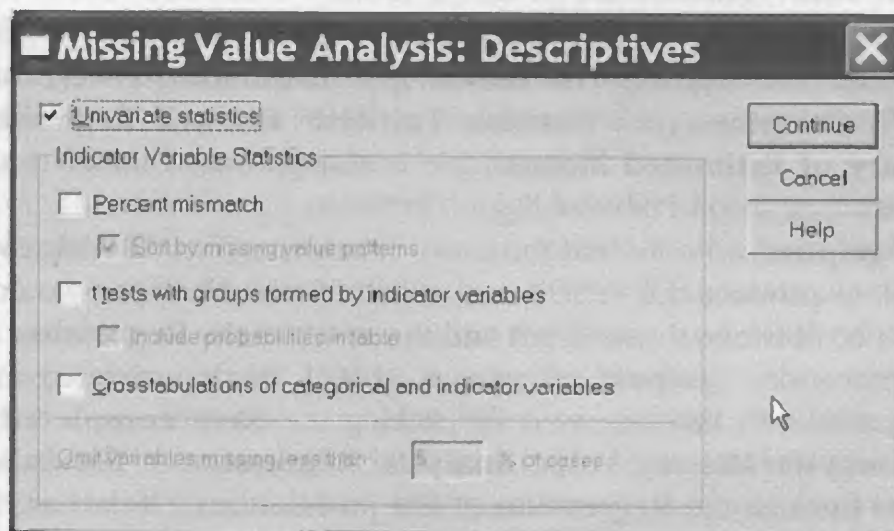 Missing Value Analysis: Descriptives
Univariate statistics
Continue
Indicator Variable Statistics
Cancel
Percent mismatch
Help
Sort by missing value patterns
t tests with groups formed by indicator variables
Include probabilities in table
Crosstabulations of categorical and indicator variables
Omit variables missing less than 5 % of cases